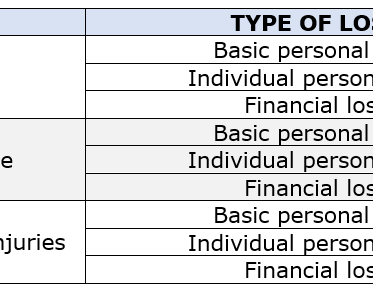 TYPE OF LOS
Basic personal
Individual person
Financial los
e
Basic personal
Individual person
Financial los
njuries
Basic personal
Individual person
Financial los